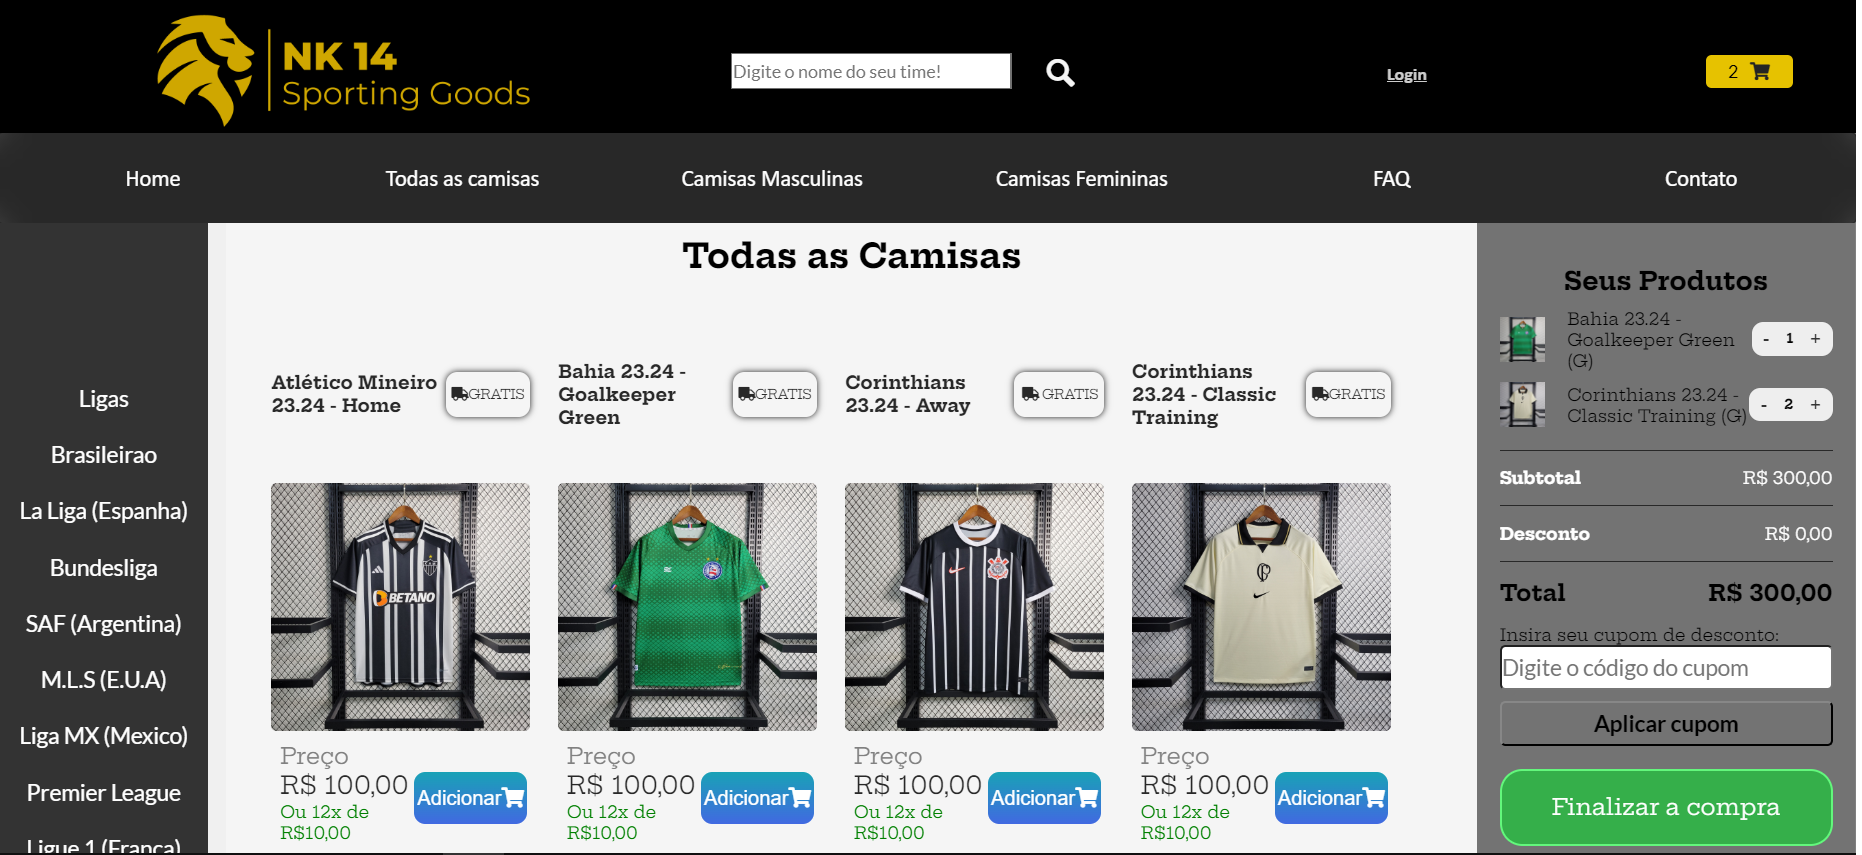 NK 14
Sporting Goods
Digite o nome do seu time!
Login
2
Home
Todas as camisas
Camisas Masculinas
Camisas Femininas
FAQ
Contato
Ligas
Brasileirao
La Liga (Espanha)
Bundesliga
SAF (Argentina)
M.L.S (E.U.A)
Liga MX (Mexico)
Premier League
Ligue 1 (França)
Todas as Camisas
Atlético Mineiro
23.24 - Home
GRATIS
BETANO
Preço
R$ 100,00
Ou 12x de
R$10,00
Adicionar
Bahia 23.24 -
Goalkeeper
Green
GRATIS
Preço
R$ 100,00
Ou 12x de
R$10,00
Adicionar
Corinthians
23.24 - Away
GRATIS
Preço
R$ 100,00
Ou 12x de
R$10,00
Adicionar
Corinthians
23.24 - Classic
Training
GRATIS
Preço
R$ 100,00
Ou 12x de
R$10,00
Adicionar
Seus Produtos
Bahia 23.24 -
Goalkeeper Green
(G)
- 1 +
Corinthians 23.24 -
Classic Training (G)
- 2 +
Subtotal R$ 300,00
Desconto R$ 0,00
Total R$ 300,00
Insira seu cupom de desconto:
Digite o código do cupom
Aplicar cupom
Finalizar a compra